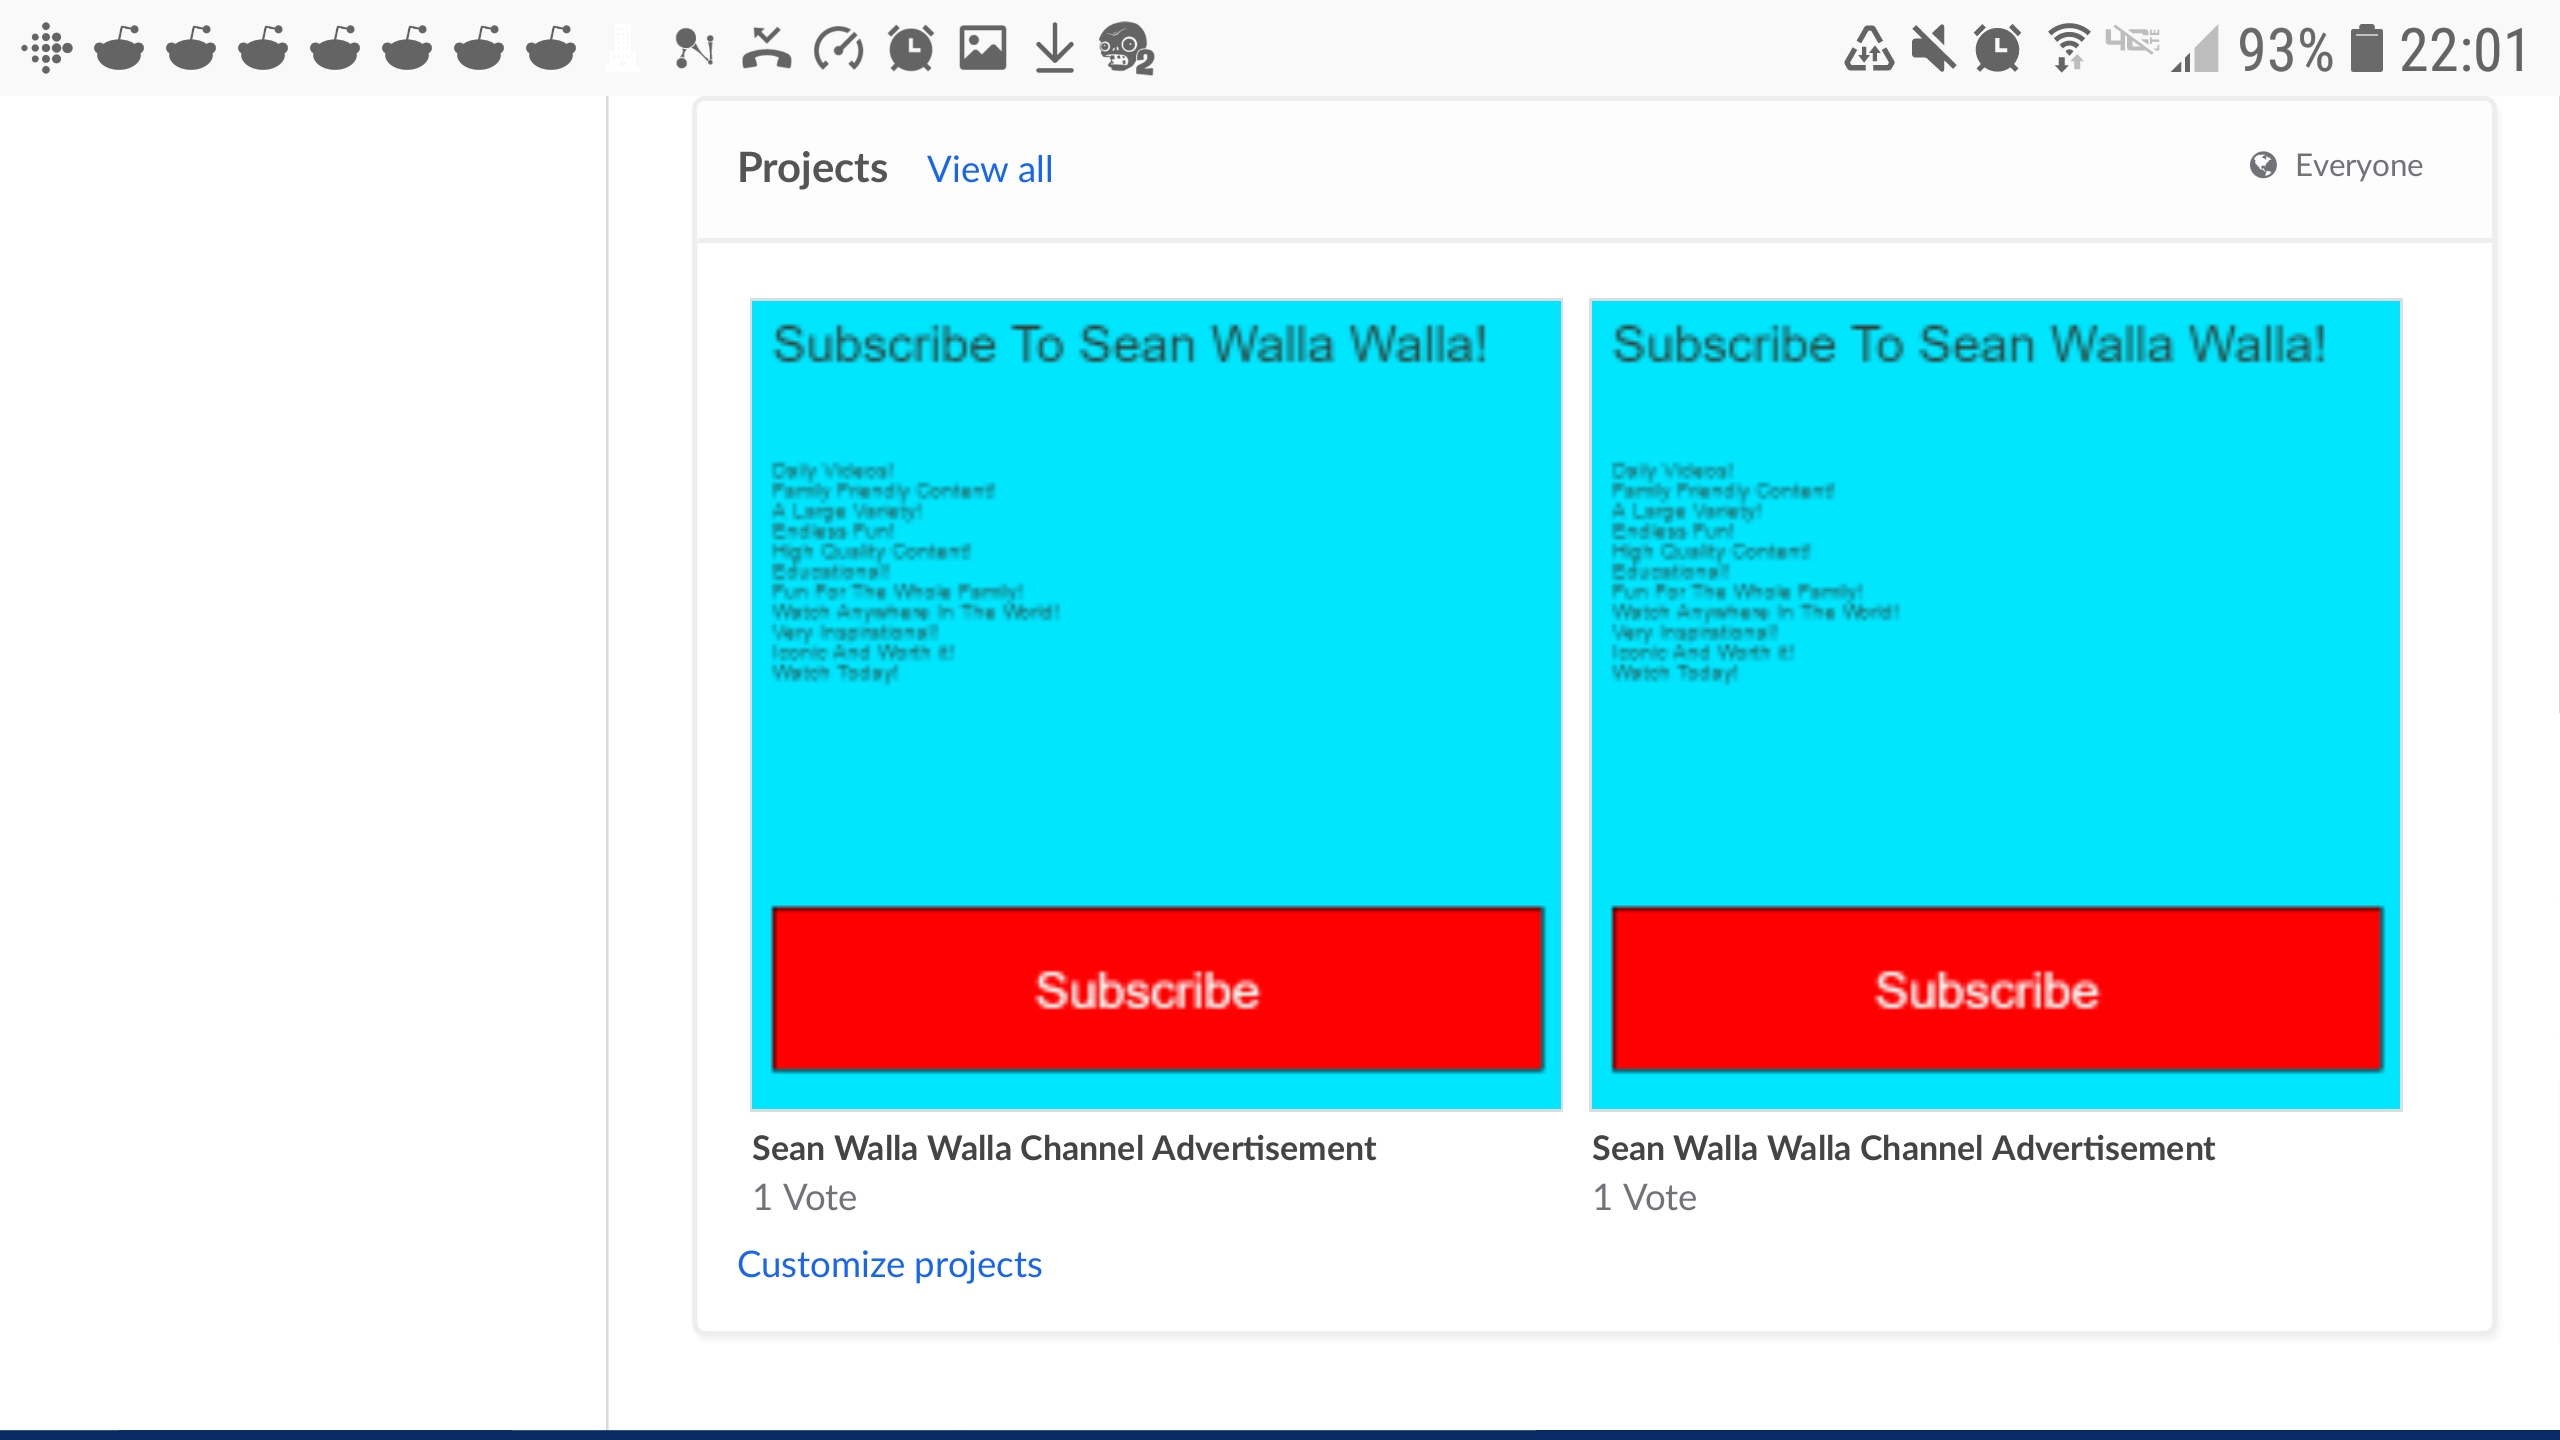 93% 22:01
Projects View all Everyone
Subscribe To Sean Walla Walla!
Daily Videos!
Family Friendly Content!
A Large Variety!
Endless Fun!
High Quality Content!
Educational!
Fun For The Whole Family!
Watch Anywhere In The World!
Very Inspirational!
Iconic And Worth it!
Watch Today!
Subscribe
Sean Walla Walla Channel Advertisement
1 Vote
Subscribe To Sean Walla Walla!
Daily Videos!
Family Friendly Content!
A Large Variety!
Endless Fun!
High Quality Content!
Educational!
Fun For The Whole Family!
Watch Anywhere In The World!
Very Inspirational!
Iconic And Worth it!
Watch Today!
Subscribe
Sean Walla Walla Channel Advertisement
1 Vote
Customize projects